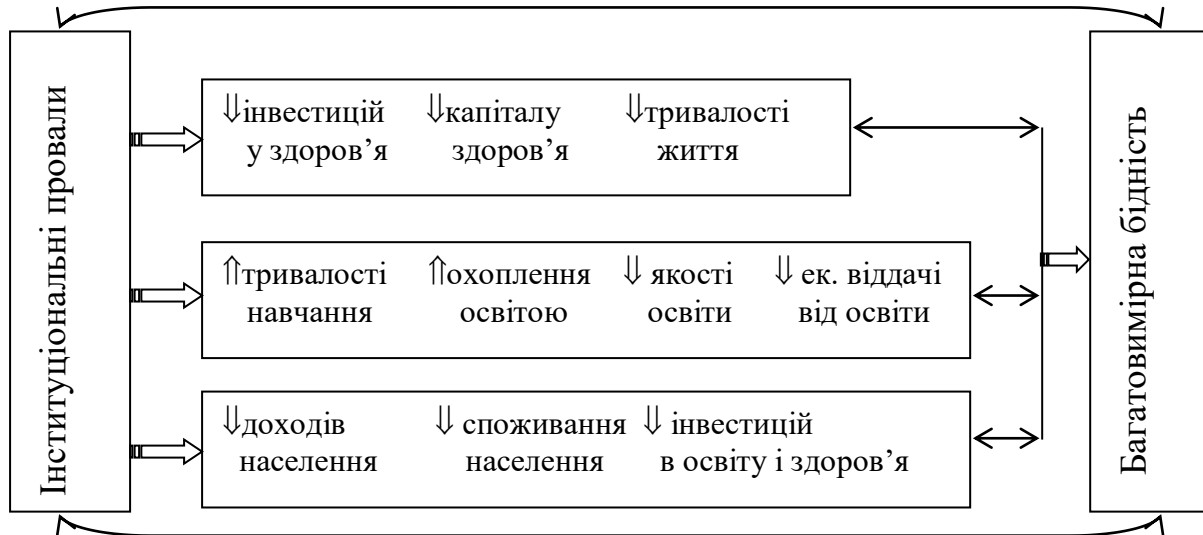 Інституціональні провали
⇓інвестицій ⇓капіталу ⇓тривалості
у здоров’я здоров’я життя
⇑тривалості ⇑охоплення ⇓ якості ⇓ ек. віддачі
навчання освітою освіти від освіти
⇓доходів ⇓ споживання ⇓ інвестицій
населення населення в освіту і здоров’я
Багатовимірна бідність